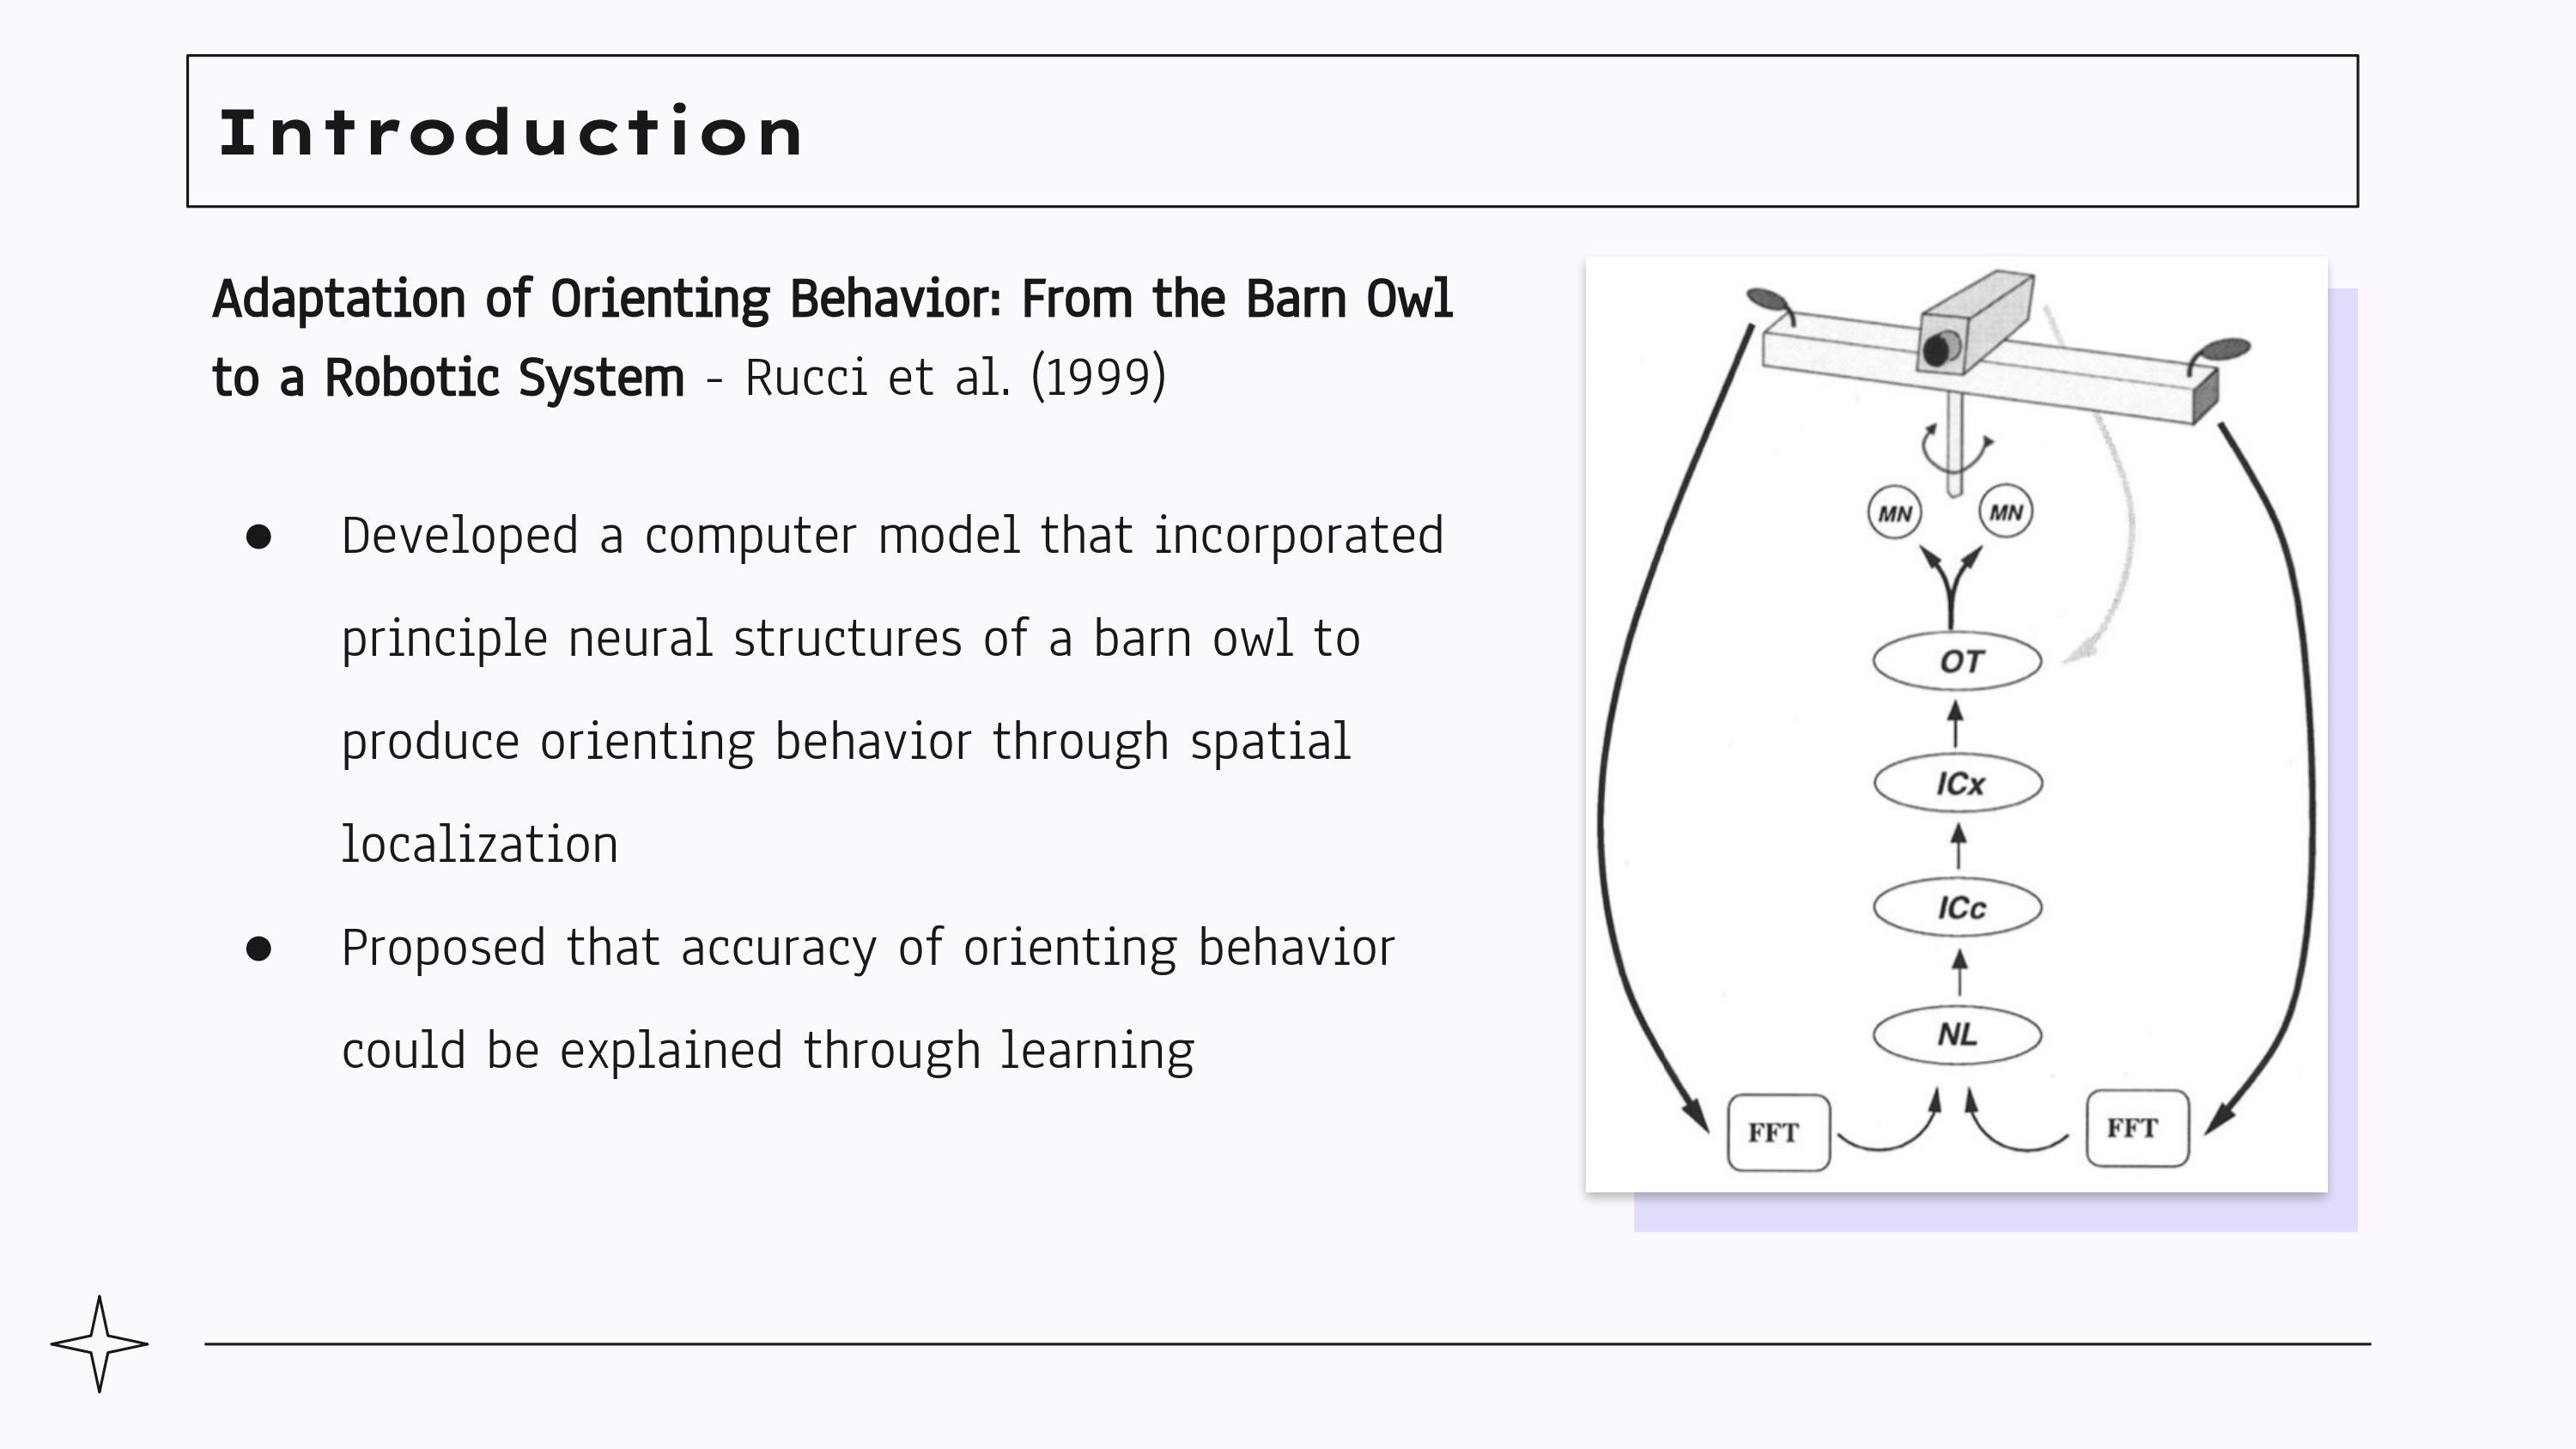 Introduction
Adaptation of Orienting Behavior: From the Barn Owl
to a Robotic System - Rucci et al. (1999)
● Developed a computer model that incorporated
principle neural structures of a barn owl to
produce orienting behavior through spatial
localization
● Proposed that accuracy of orienting behavior
could be explained through learning
MN MN
OT
ICx
ICc
NL
FFT FFT